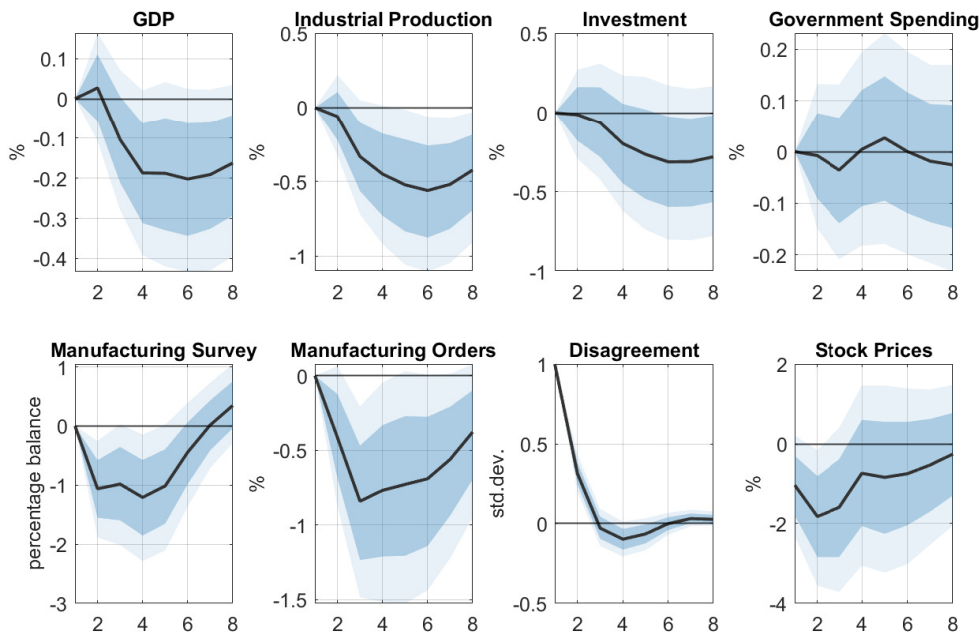 GDP
Industrial Production
Investment
Government Spending
%
0.1
0
-0.1
-0.2
-0.3
-0.4
2 4 6 8
%
0.5
0
-0.5
-1
2 4 6 8
%
0.5
0
-0.5
-1
2 4 6 8
%
0.2
0.1
0
-0.1
-0.2
2 4 6 8
Manufacturing Survey
Manufacturing Orders
Disagreement
Stock Prices
percentage balance
1
0
-1
-2
-3
2 4 6 8
%
0
-0.5
-1
-1.5
2 4 6 8
std.dev.
1
0.5
0
-0.5
2 4 6 8
%
2
0
-2
-4
2 4 6 8